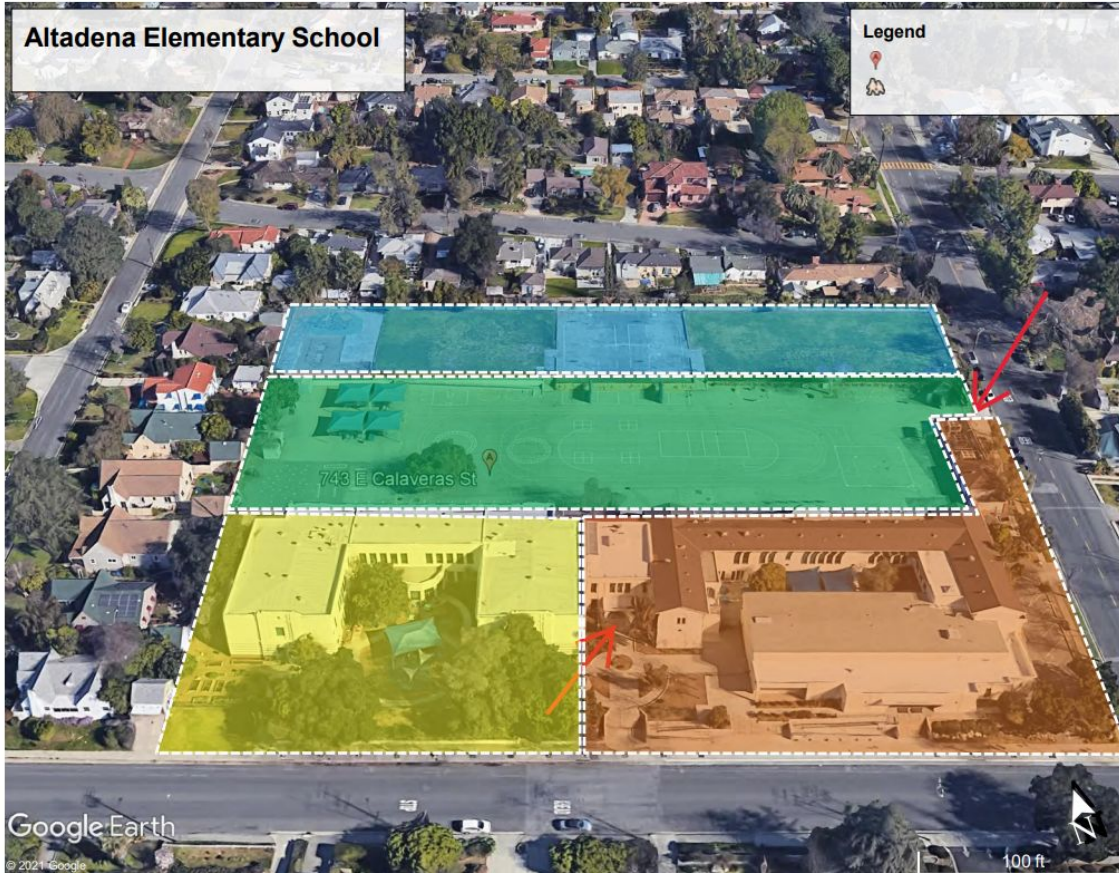 Altadena Elementary School
Legend
A
743 E Calaveras St
A
Google Earth
© 2021 Google
N
100 ft